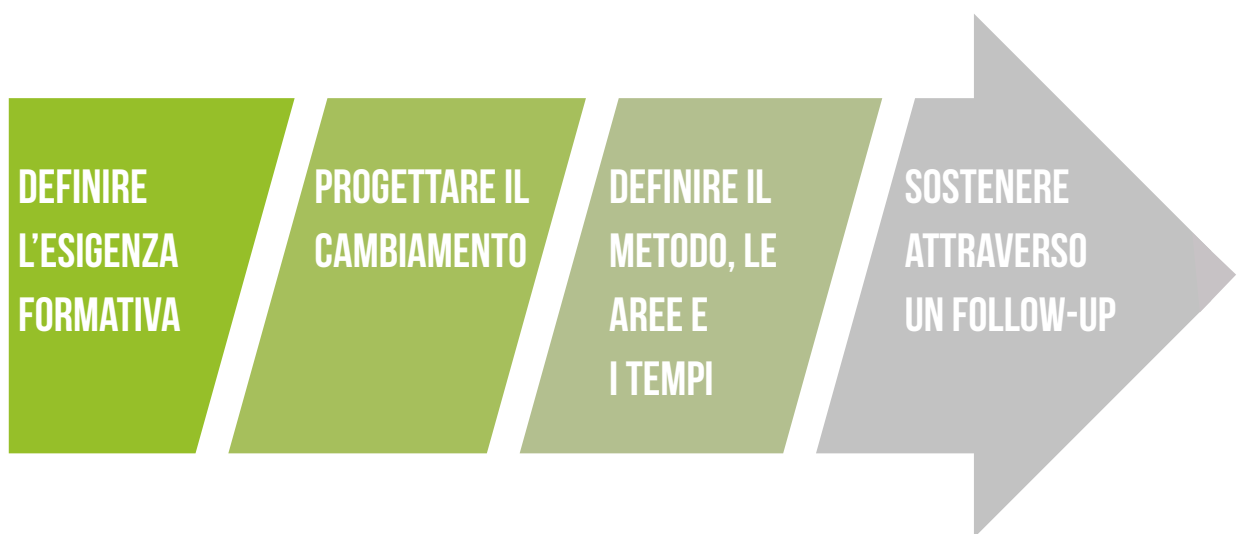 DEFINIRE
L'ESIGENZA
FORMATIVA
PROGETTARE IL
CAMBIAMENTO
DEFINIRE IL
METODO, LE
AREE E
I TEMPI
SOSTENERE
ATTRAVERSO
UN FOLLOW-UP